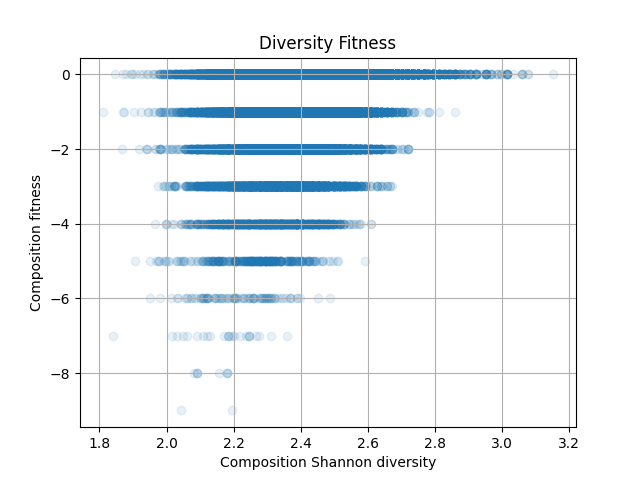 Diversity Fitness
0
−2
−4
−6
−8
Composition fitness
1.8 2.0 2.2 2.4 2.6 2.8 3.0 3.2
Composition Shannon diversity